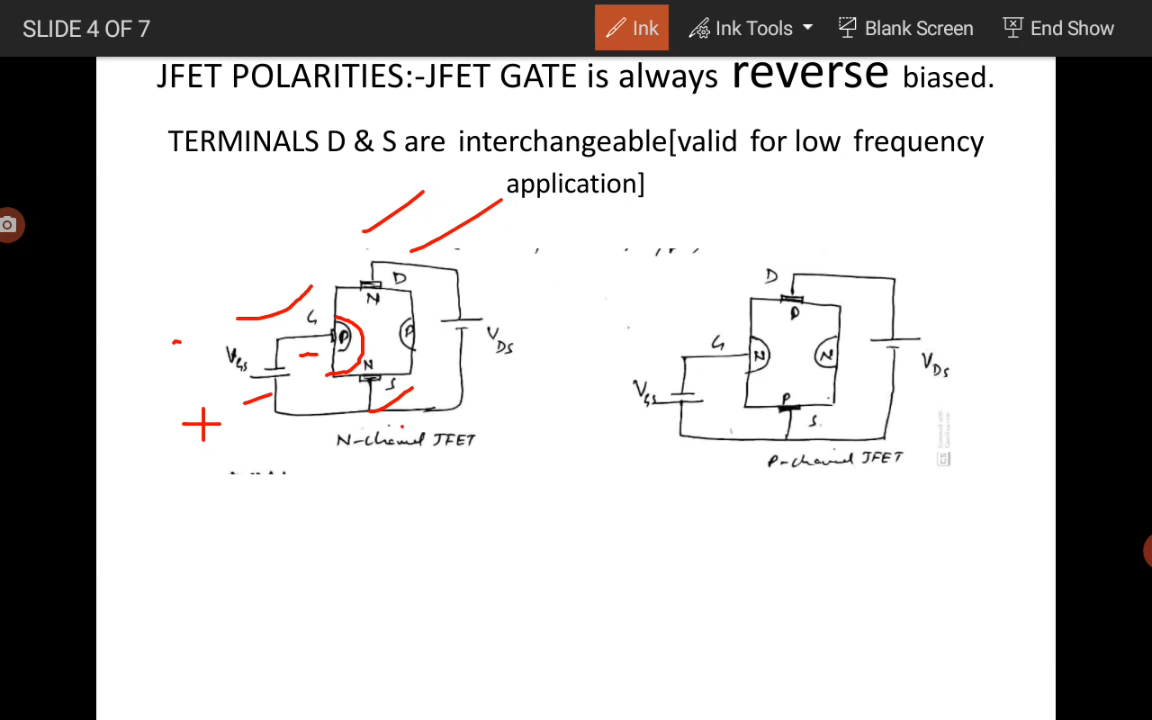 SLIDE 4 OF 7
Ink
Ink Tools
Blank Screen
End Show
JFET POLARITIES:-JFET GATE is always reverse biased.
TERMINALS D & S are interchangeable[valid for low frequency
application]
D
N
G
P
P
VGS
N
S
VDS
N-channel JFET
D
P
G
N
N
VGS
P
S
VDS
P-channel JFET
CS